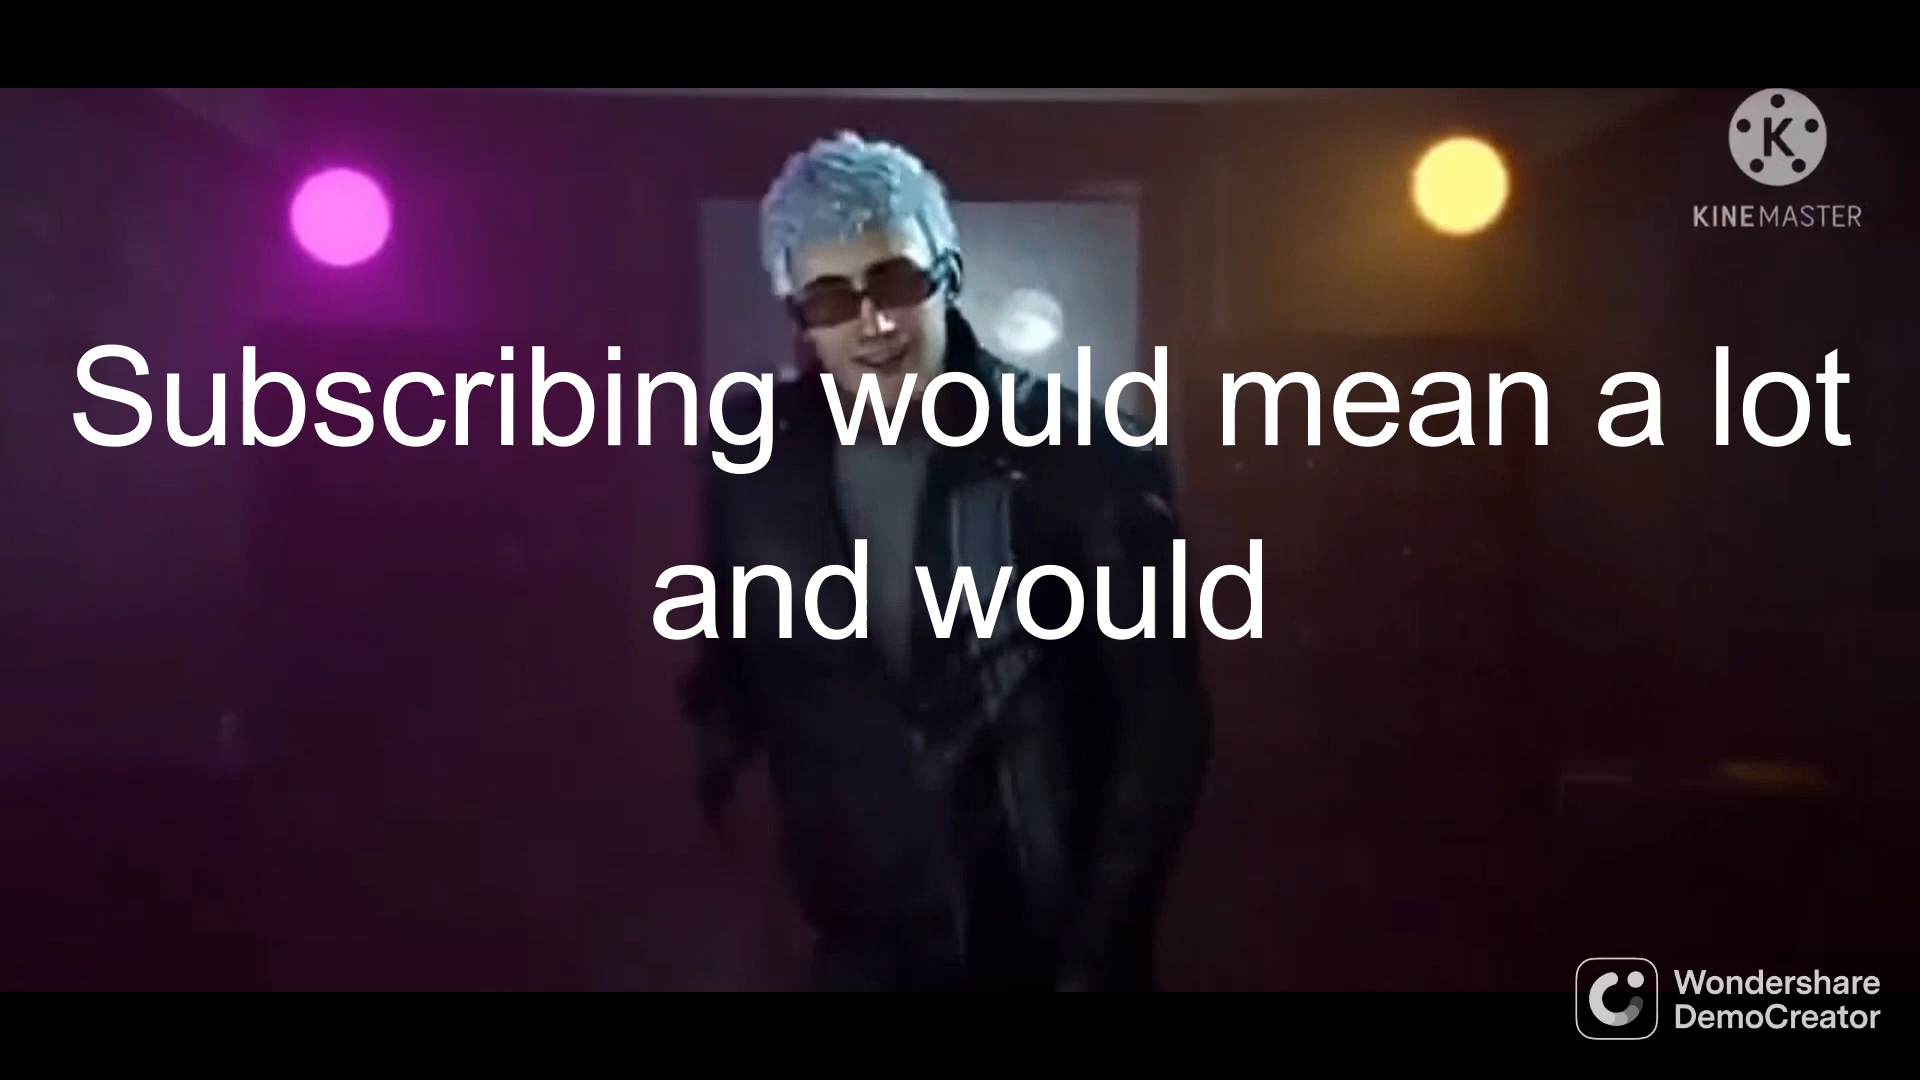 K
KINEMASTER
Subscribing would mean a lot
and would
Wondershare
DemoCreator